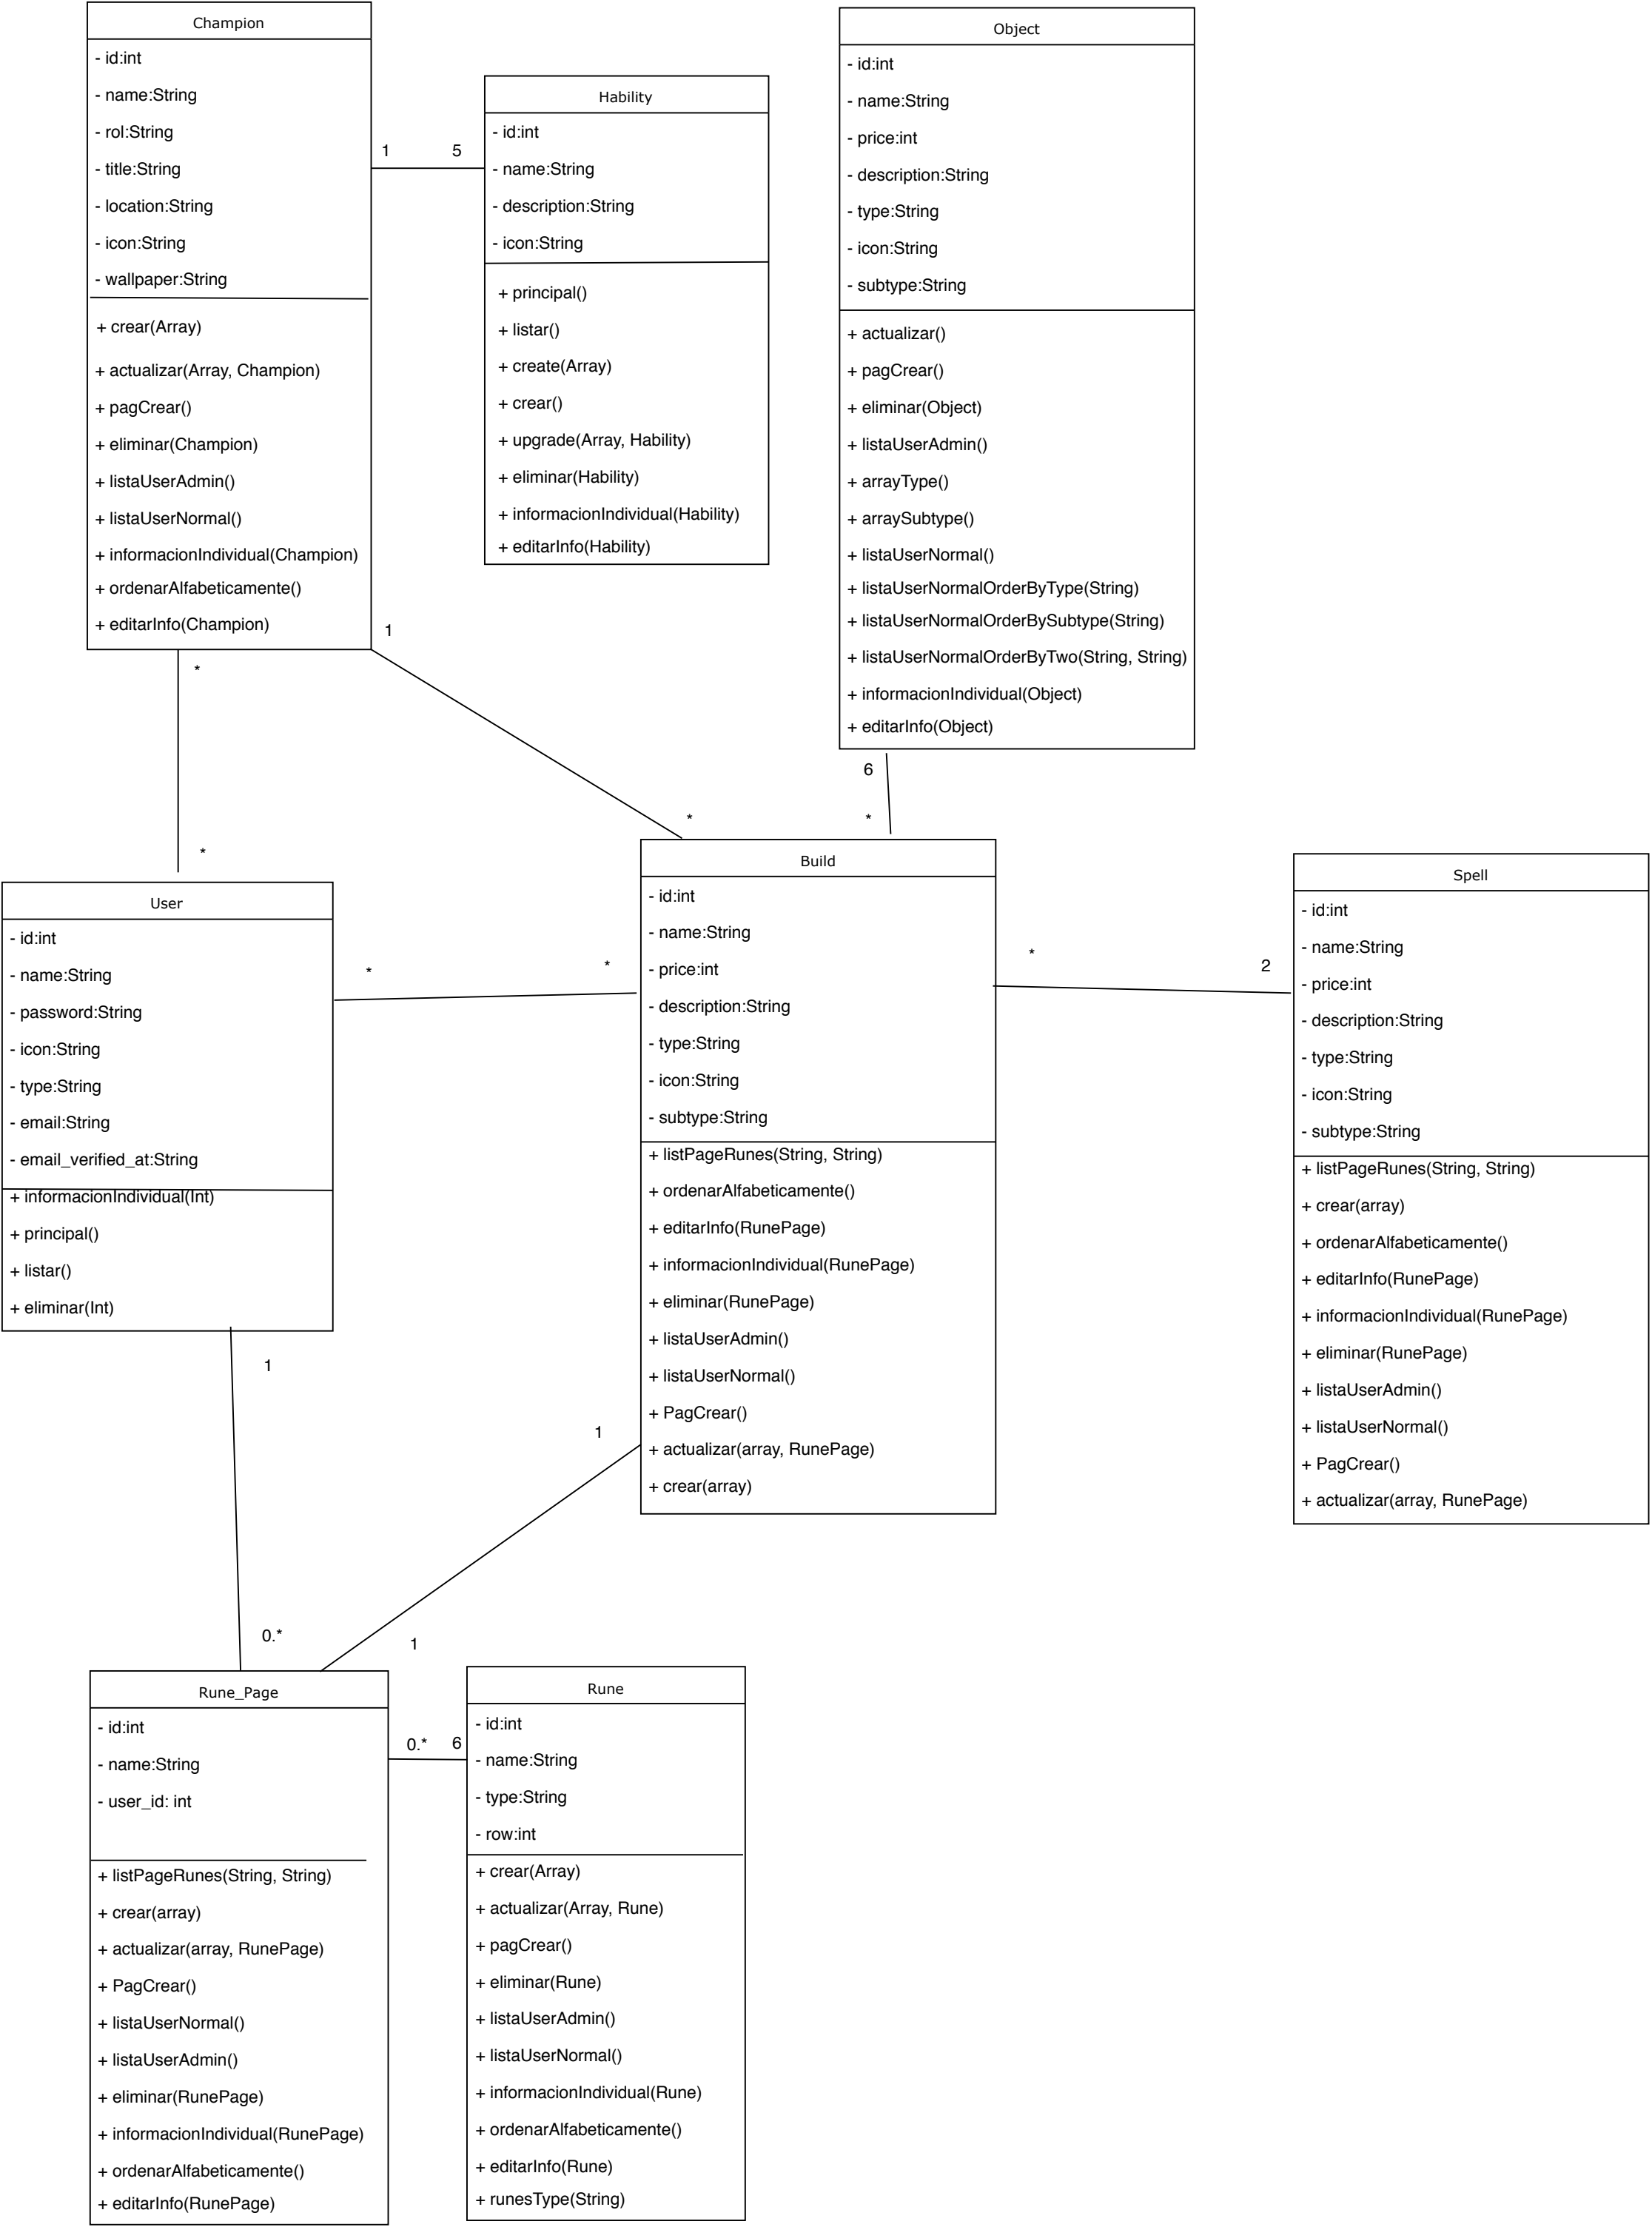 Champion
- id:int
- name:String
- rol:String
- title:String
- location:String
- icon:String
- wallpaper:String
+ crear(Array)
+ actualizar(Array, Champion)
+ pagCrear()
+ eliminar(Champion)
+ listaUserAdmin()
+ listaUserNormal()
+ informacionIndividual(Champion)
+ ordenarAlfabeticamente()
+ editarInfo(Champion)
1
5
Hability
- id:int
- name:String
- description:String
- icon:String
+ principal()
+ listar()
+ create(Array)
+ crear()
+ upgrade(Array, Hability)
+ eliminar(Hability)
+ informacionIndividual(Hability)
+ editarInfo(Hability)
Object
- id:int
- name:String
- price:int
- description:String
- type:String
- icon:String
- subtype:String
+ actualizar()
+ pagCrear()
+ eliminar(Object)
+ listaUserAdmin()
+ arrayType()
+ arraySubtype()
+ listaUserNormal()
+ listaUserNormalOrderByType(String)
+ listaUserNormalOrderBySubtype(String)
+ listaUserNormalOrderByTwo(String, String)
+ informacionIndividual(Object)
+ editarInfo(Object)
1
*
*
*
6
*
User
- id:int
- name:String
- password:String
- icon:String
- type:String
- email:String
- email_verified_at:String
+ informacionIndividual(Int)
+ principal()
+ listar()
+ eliminar(Int)
*
*
Build
- id:int
- name:String
- price:int
- description:String
- type:String
- icon:String
- subtype:String
+ listPageRunes(String, String)
+ ordenarAlfabeticamente()
+ editarInfo(RunePage)
+ informacionIndividual(RunePage)
+ eliminar(RunePage)
+ listaUserAdmin()
+ listaUserNormal()
+ PagCrear()
+ actualizar(array, RunePage)
+ crear(array)
*
2
Spell
- id:int
- name:String
- price:int
- description:String
- type:String
- icon:String
- subtype:String
+ listPageRunes(String, String)
+ crear(array)
+ ordenarAlfabeticamente()
+ editarInfo(RunePage)
+ informacionIndividual(RunePage)
+ eliminar(RunePage)
+ listaUserAdmin()
+ listaUserNormal()
+ PagCrear()
+ actualizar(array, RunePage)
1
1
0.*
1
Rune_Page
- id:int
- name:String
- user_id: int
+ listPageRunes(String, String)
+ crear(array)
+ actualizar(array, RunePage)
+ PagCrear()
+ listaUserNormal()
+ listaUserAdmin()
+ eliminar(RunePage)
+ informacionIndividual(RunePage)
+ ordenarAlfabeticamente()
+ editarInfo(RunePage)
0.*
6
Rune
- id:int
- name:String
- type:String
- row:int
+ crear(Array)
+ actualizar(Array, Rune)
+ pagCrear()
+ eliminar(Rune)
+ listaUserAdmin()
+ listaUserNormal()
+ informacionIndividual(Rune)
+ ordenarAlfabeticamente()
+ editarInfo(Rune)
+ runesType(String)